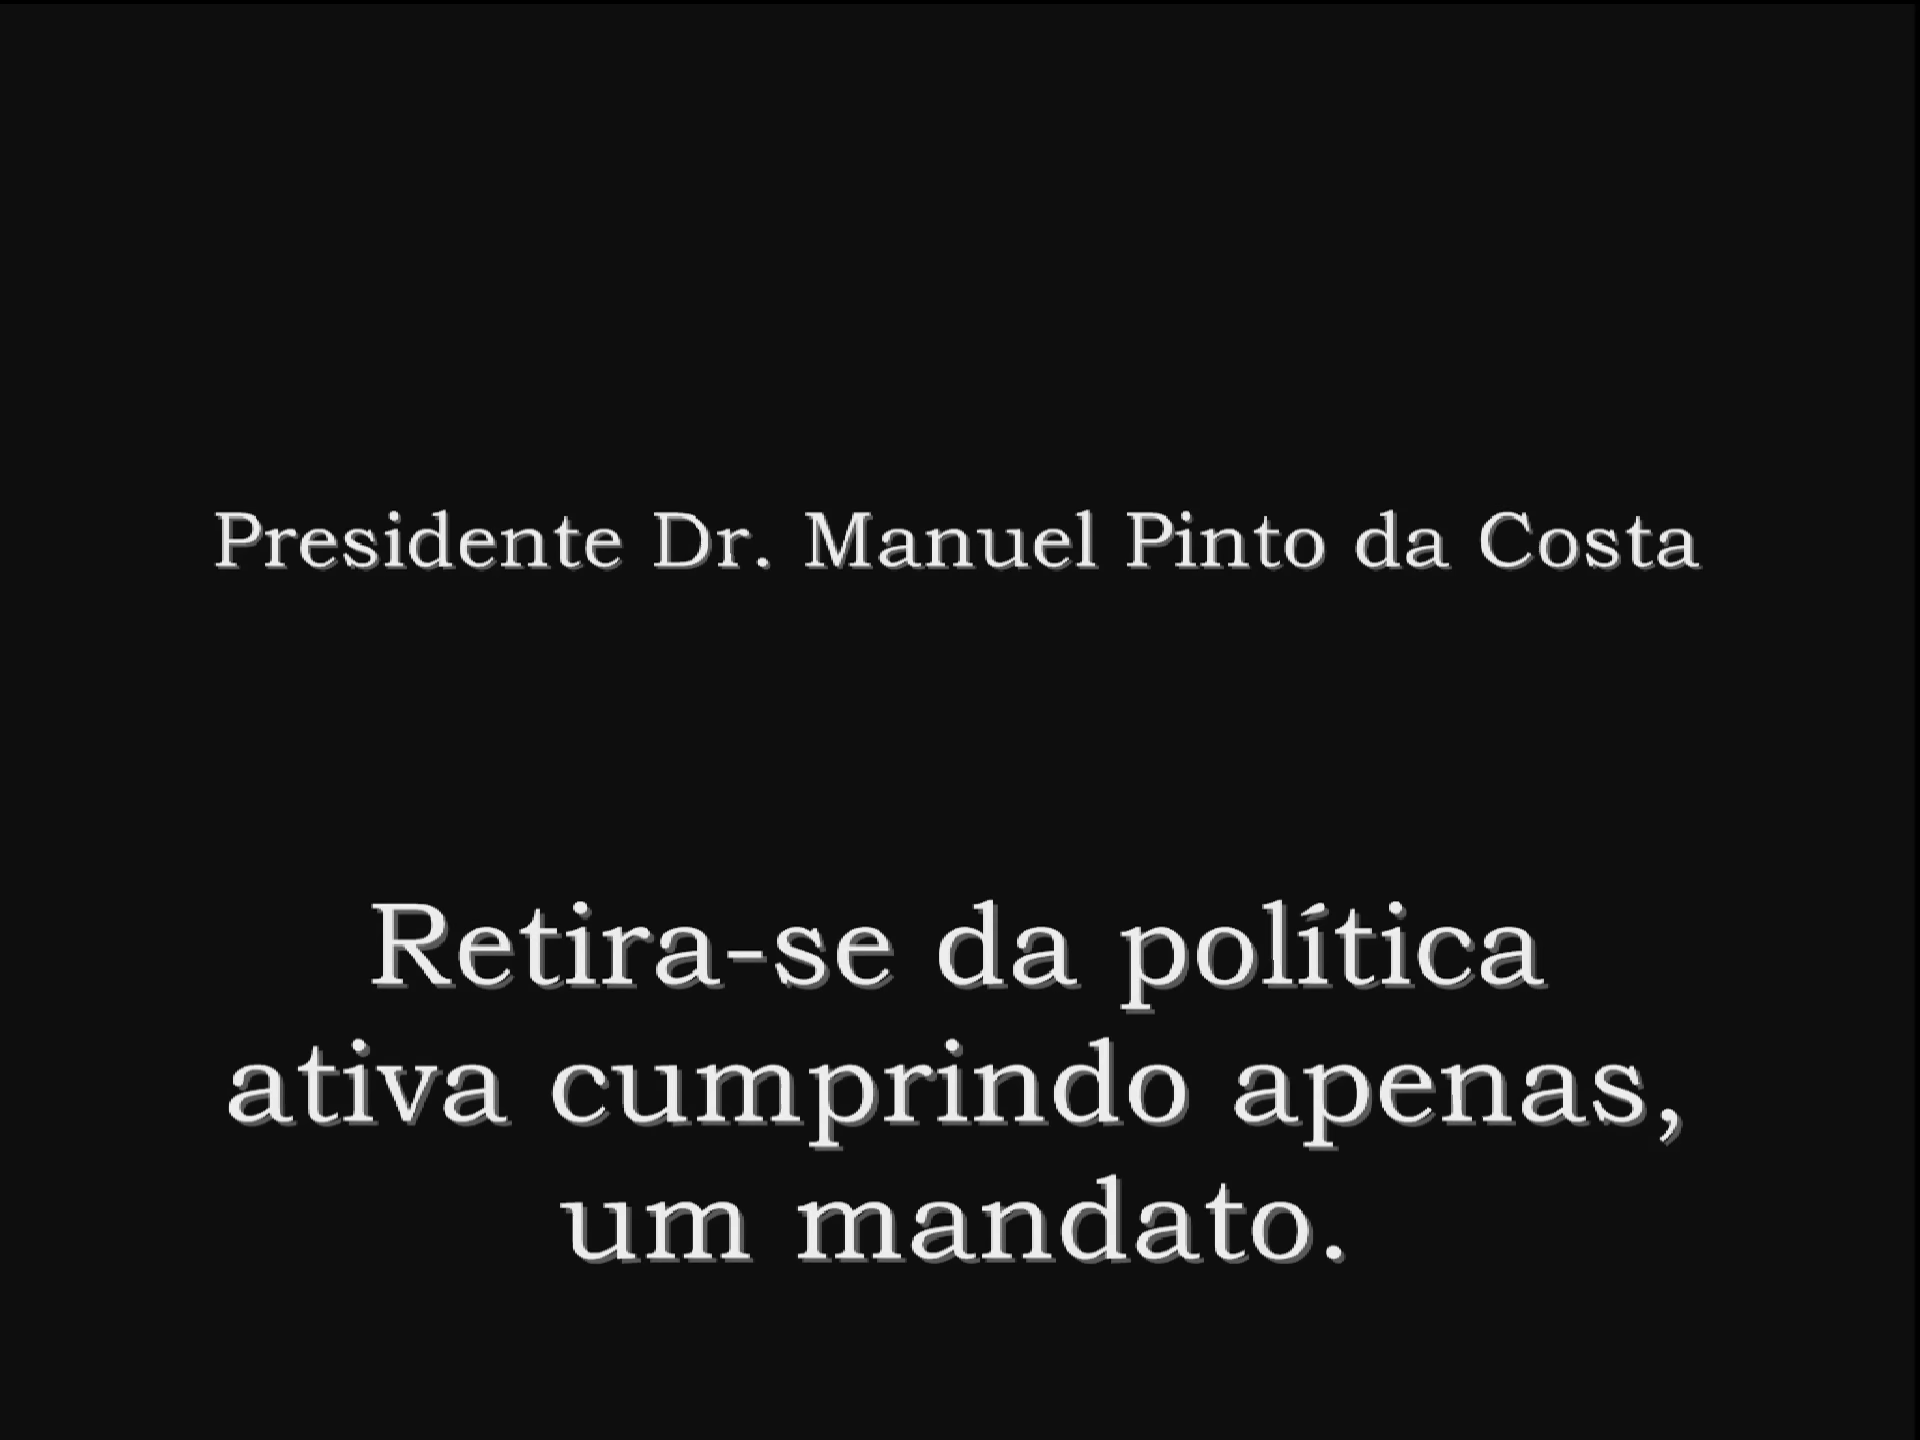 Presidente Dr. Manuel Pinto da Costa
Retira-se da política
ativa cumprindo apenas,
um mandato.